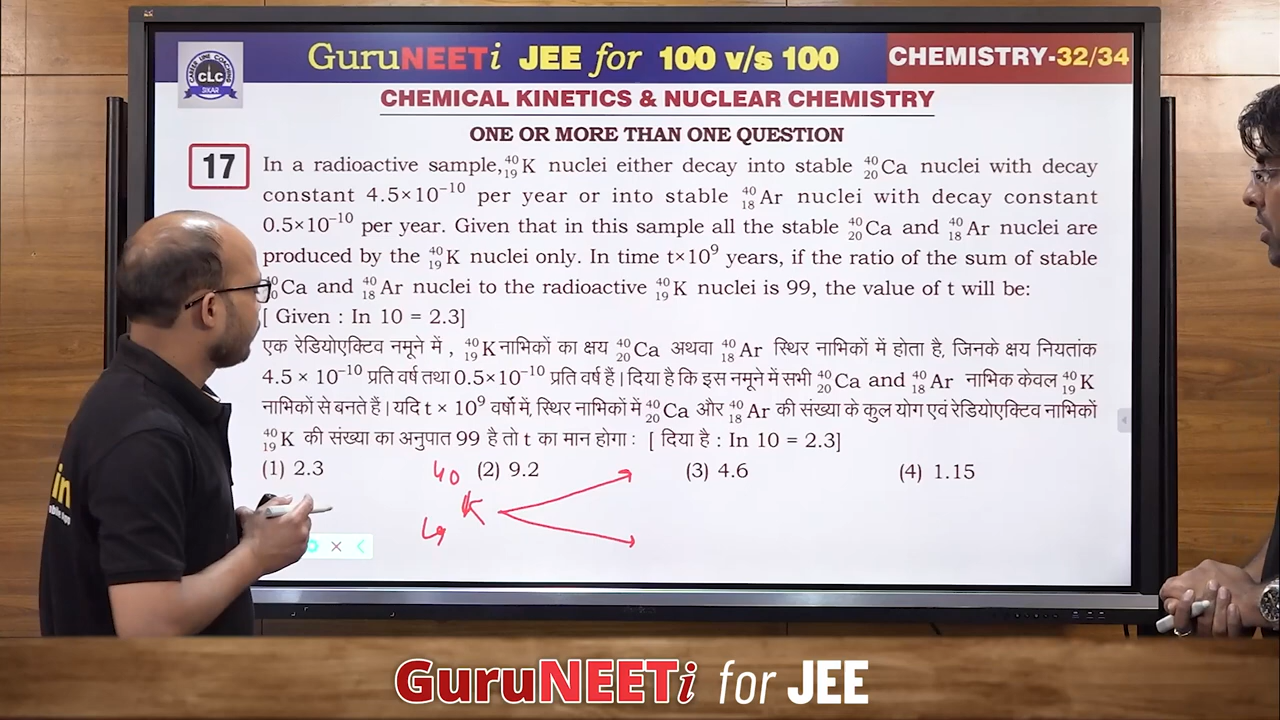 GuruNEETi JEE for 100 v/s 100
CHEMISTRY-32/34
CLC
SIKAR
CHEMICAL KINETICS & NUCLEAR CHEMISTRY
ONE OR MORE THAN ONE QUESTION
17
In a radioactive sample, ⁴⁰₁₉K nuclei either decay into stable ⁴⁰₂₀Ca nuclei with decay
constant 4.5×10⁻¹⁰ per year or into stable ⁴⁰₁₈Ar nuclei with decay constant
0.5×10⁻¹⁰ per year. Given that in this sample all the stable ⁴⁰₂₀Ca and ⁴⁰₁₈Ar nuclei are
produced by the ⁴⁰₁₉K nuclei only. In time t×10⁹ years, if the ratio of the sum of stable
Ca and ⁴⁰₁₈Ar nuclei to the radioactive ⁴⁰₁₉K nuclei is 99, the value of t will be:
[ Given : In 10 = 2.3]
एक रेडियोएक्टिव नमूने में , ⁴⁰₁₉K नाभिकों का क्षय ⁴⁰₂₀Ca अथवा ⁴⁰₁₈Ar स्थिर नाभिकों में होता है, जिनके क्षय नियतांक
4.5 × 10⁻¹⁰ प्रति वर्ष तथा 0.5×10⁻¹⁰ प्रति वर्ष हैं। दिया है कि इस नमूने में सभी ⁴⁰₂₀Ca and ⁴⁰₁₈Ar नाभिक केवल ⁴⁰₁₉K
नाभिकों से बनते हैं। यदि t × 10⁹ वर्षों में, स्थिर नाभिकों में ⁴⁰₂₀Ca और ⁴⁰₁₈Ar की संख्या के कुल योग एवं रेडियोएक्टिव नाभिकों
⁴⁰₁₉K की संख्या का अनुपात 99 है तो t का मान होगा : [ दिया है : In 10 = 2.3]
(1) 2.3 (2) 9.2 (3) 4.6 (4) 1.15
40
K
in
GuruNEETi for JEE